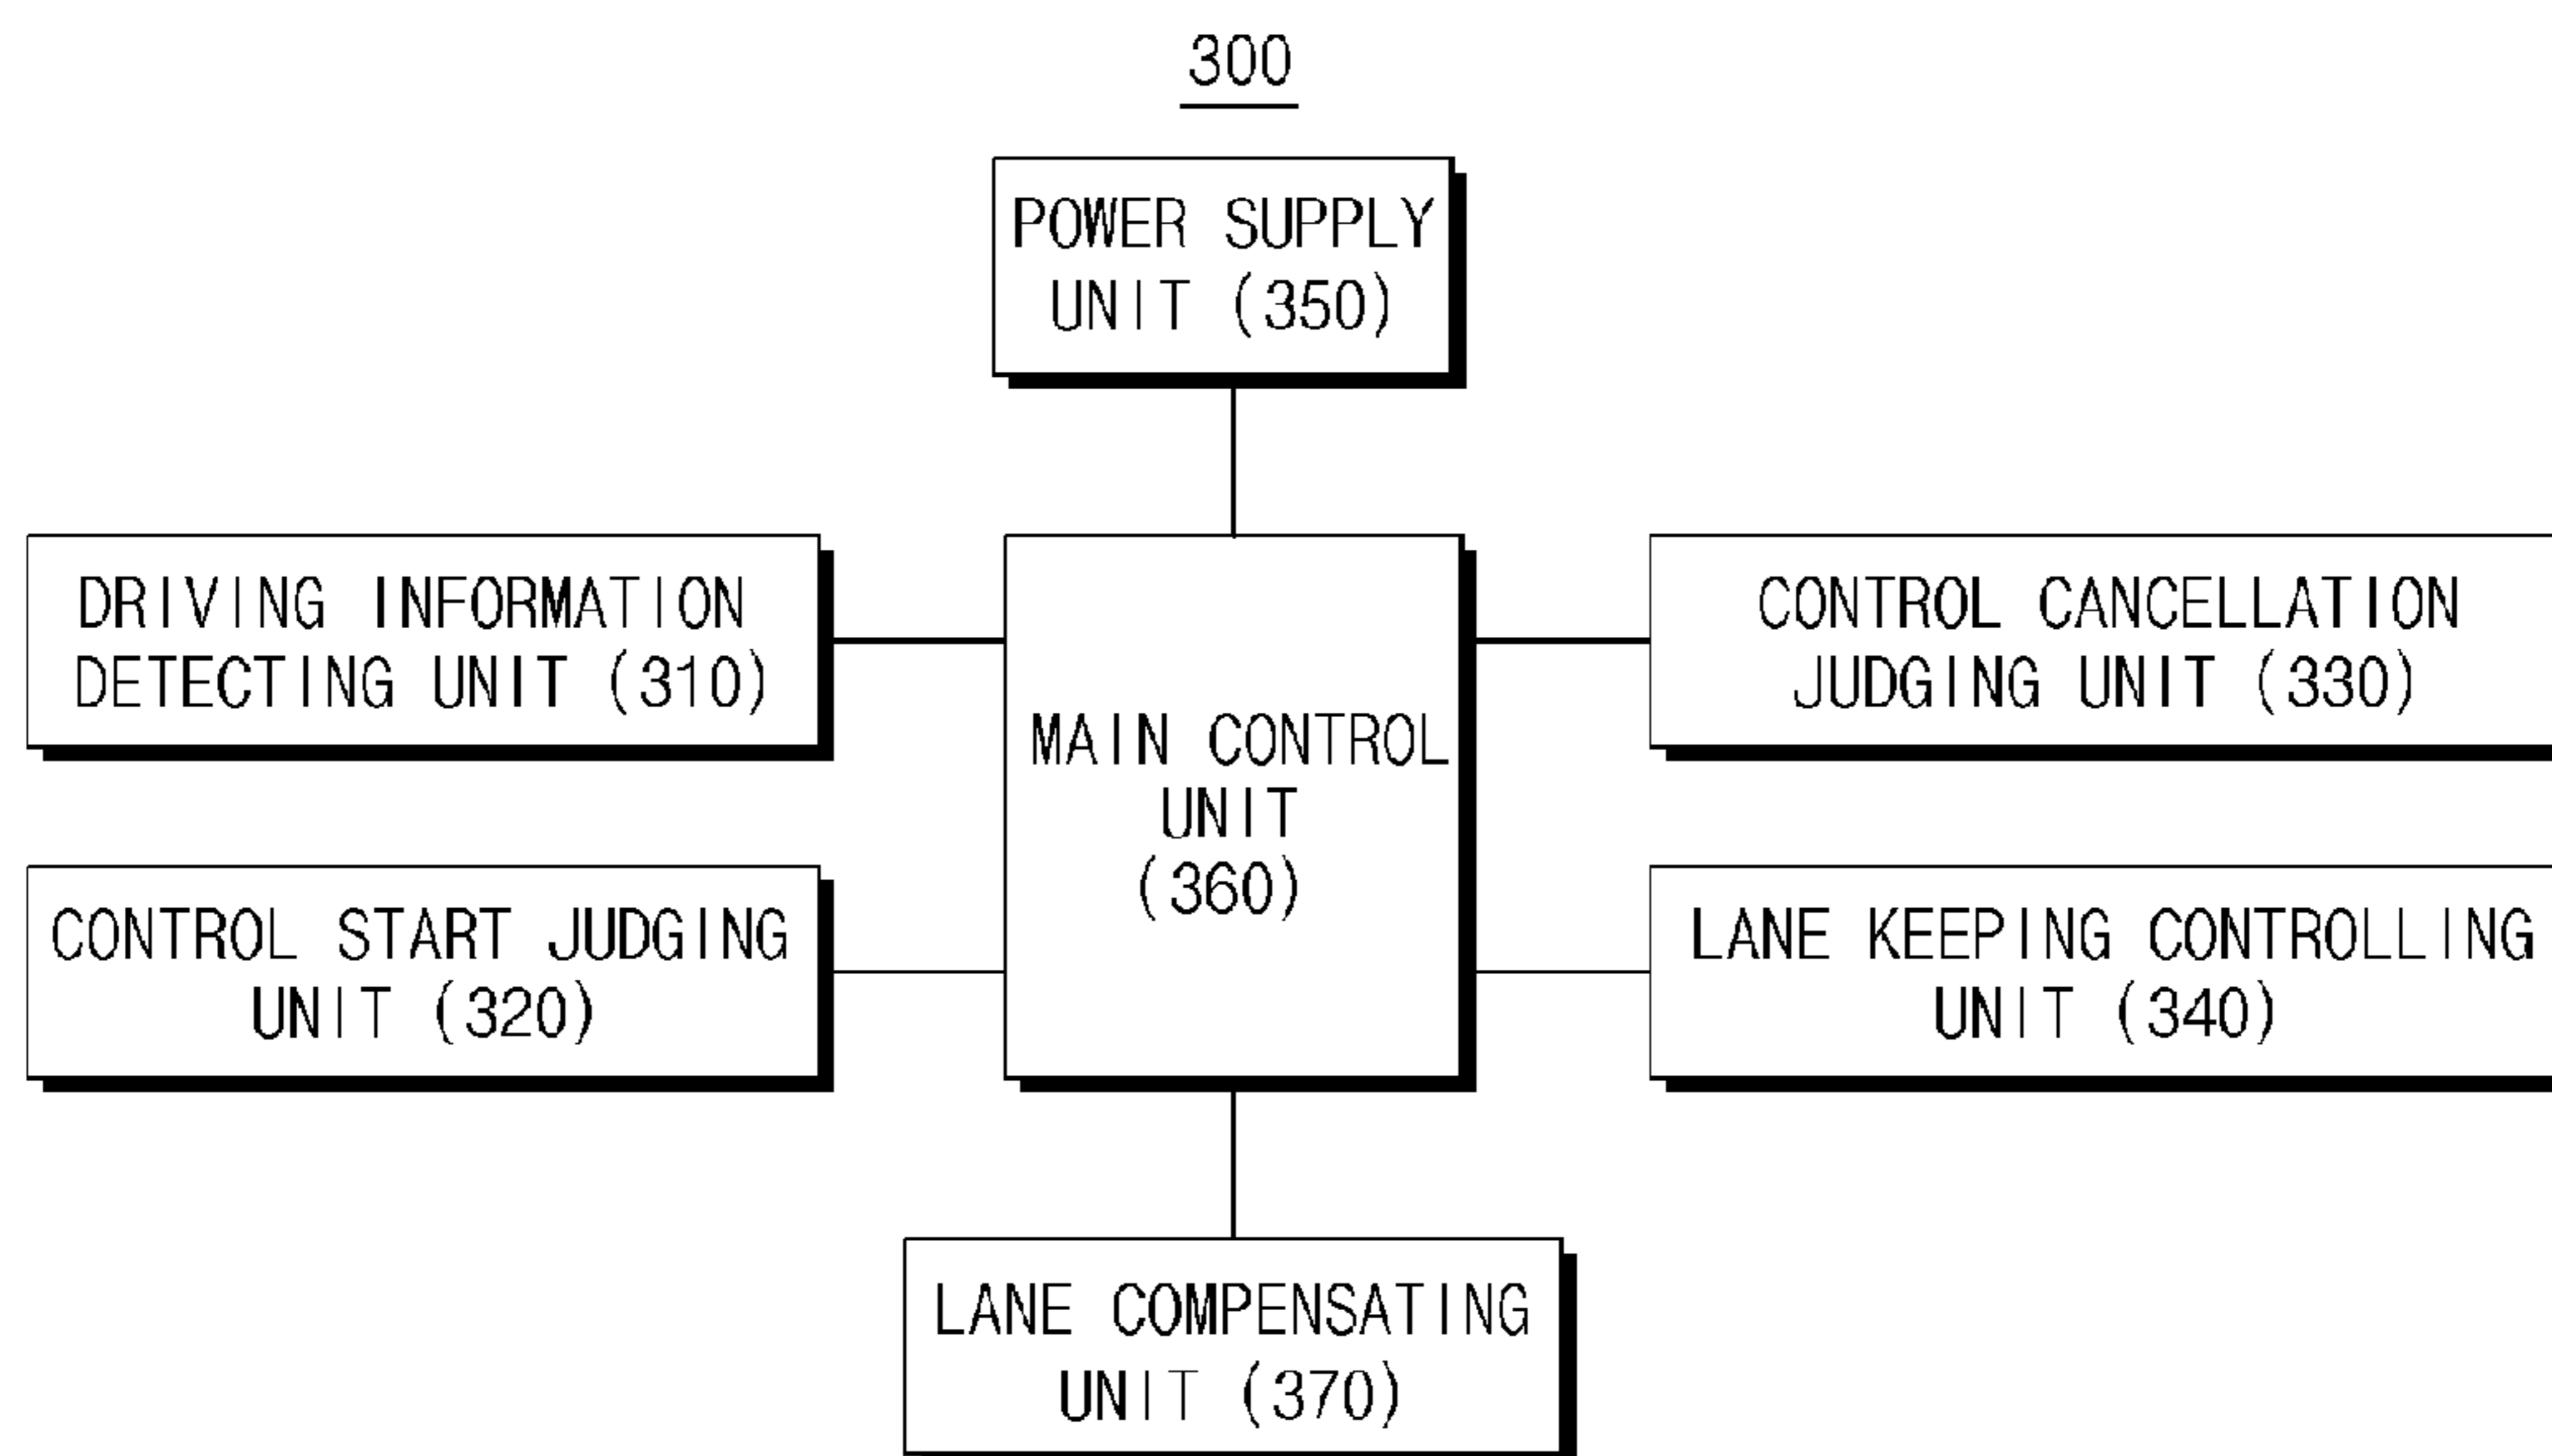 300
POWER SUPPLY
UNIT (350)
DRIVING INFORMATION
DETECTING UNIT (310)
CONTROL START JUDGING
UNIT (320)
MAIN CONTROL
UNIT
(360)
CONTROL CANCELLATION
JUDGING UNIT (330)
LANE KEEPING CONTROLLING
UNIT (340)
LANE COMPENSATING
UNIT (370)